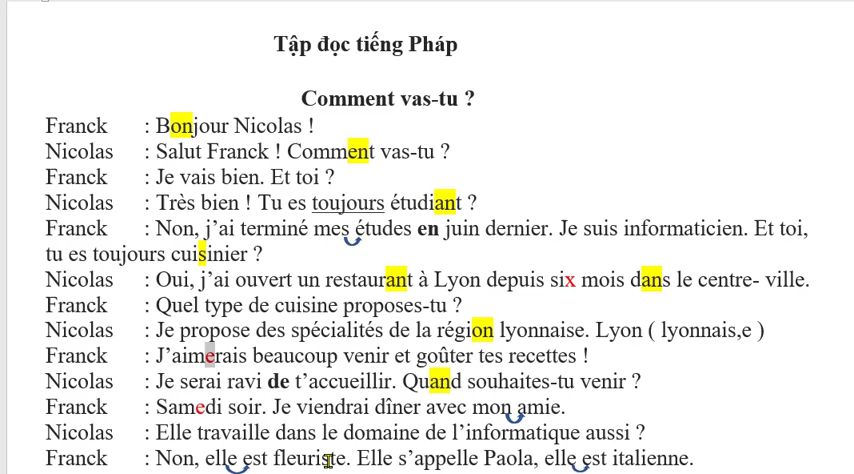 Tập đọc tiếng Pháp
Comment vas-tu ?
Franck : Bonjour Nicolas !
Nicolas : Salut Franck ! Comment vas-tu ?
Franck : Je vais bien. Et toi ?
Nicolas : Très bien ! Tu es toujours étudiant ?
Franck : Non, j’ai terminé mes études en juin dernier. Je suis informaticien. Et toi,
tu es toujours cuisinier ?
Nicolas : Oui, j’ai ouvert un restaurant à Lyon depuis six mois dans le centre- ville.
Franck : Quel type de cuisine proposes-tu ?
Nicolas : Je propose des spécialités de la région lyonnaise. Lyon ( lyonnais,e )
Franck : J’aimerais beaucoup venir et goûter tes recettes !
Nicolas : Je serai ravi de t’accueillir. Quand souhaites-tu venir ?
Franck : Samedi soir. Je viendrai dîner avec mon amie.
Nicolas : Elle travaille dans le domaine de l’informatique aussi ?
Franck : Non, elle est fleuriste. Elle s’appelle Paola, elle est italienne.